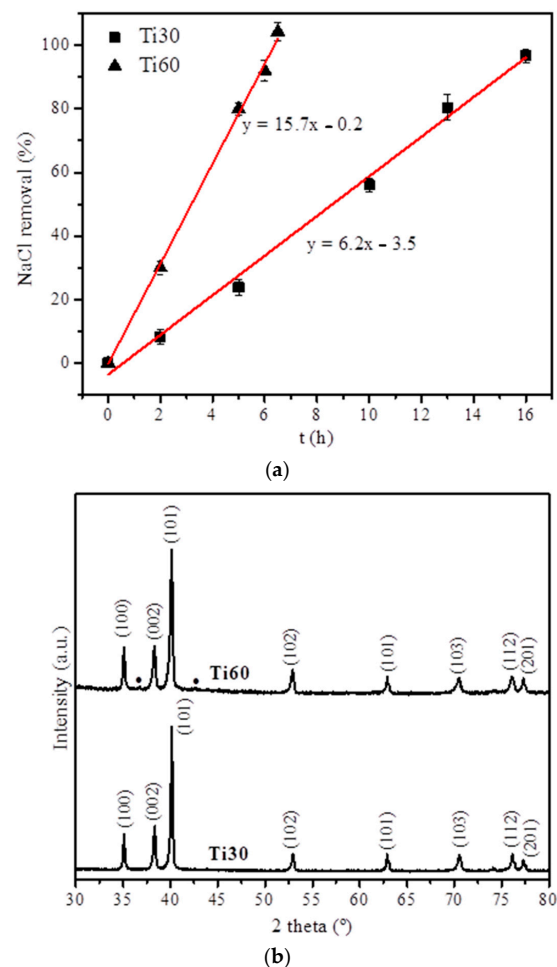 Ti30
Ti60
y = 15.7x – 0.2
y = 6.2x – 3.5
NaCl removal (%)
100
80
60
40
20
0
0 2 4 6 8 10 12 14 16
t (h)
(a)
(100) (002) (101) (102) (101) (103) (112) (201)
Ti60
(100) (002) (101) (102) (101) (103) (112) (201)
Ti30
Intensity (a.u.)
30 35 40 45 50 55 60 65 70 75 80
2 theta (°)
(b)